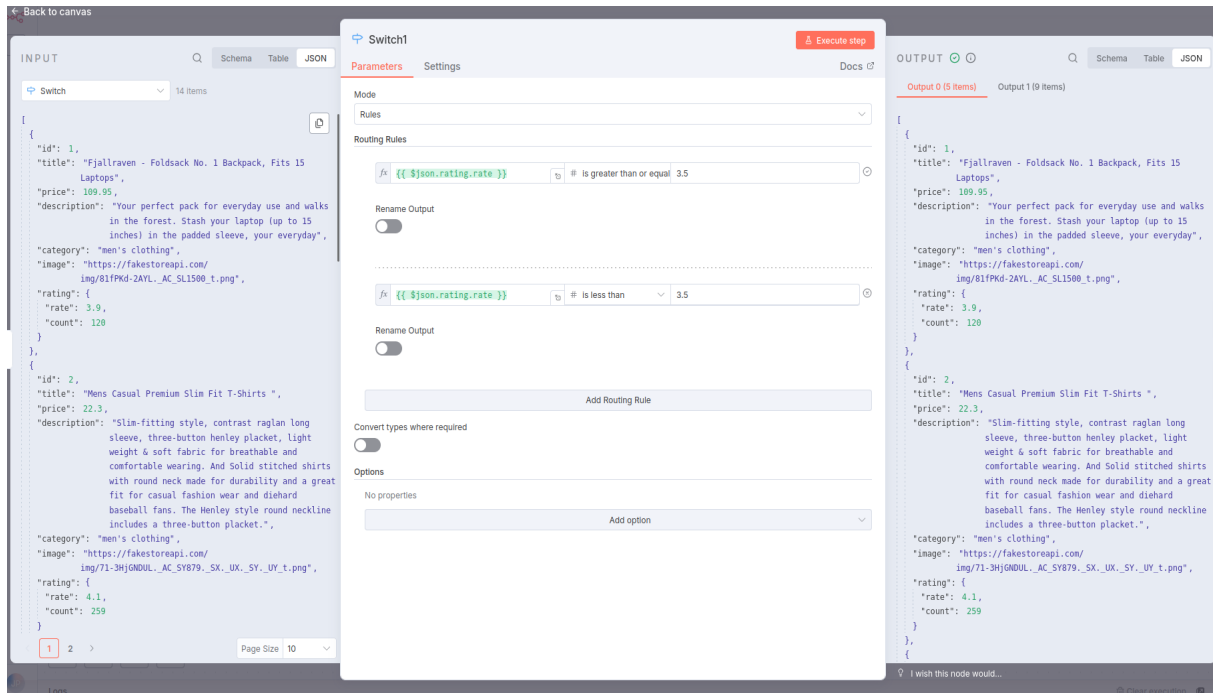 ← Back to canvas
INPUT
Schema
Table
JSON
Switch
14 items
[
{
"id": 1,
"title": "Fjallraven - Foldsack No. 1 Backpack, Fits 15
Laptops",
"price": 109.95,
"description": "Your perfect pack for everyday use and walks
in the forest. Stash your laptop (up to 15
inches) in the padded sleeve, your everyday",
"category": "men's clothing",
"image": "https://fakestoreapi.com/
img/81fPKd-2AYL._AC_SL1500_t.png",
"rating": {
"rate": 3.9,
"count": 120
}
},
{
"id": 2,
"title": "Mens Casual Premium Slim Fit T-Shirts ",
"price": 22.3,
"description": "Slim-fitting style, contrast raglan long
sleeve, three-button henley placket, light
weight & soft fabric for breathable and
comfortable wearing. And Solid stitched shirts
with round neck made for durability and a great
fit for casual fashion wear and diehard
baseball fans. The Henley style round neckline
includes a three-button placket.",
"category": "men's clothing",
"image": "https://fakestoreapi.com/
img/71-3HjGNDUL._AC_SY879._SX._UX._SY._UY_t.png",
"rating": {
"rate": 4.1,
"count": 259
}
1
2
Page Size
10
Switch1
Execute step
Parameters
Settings
Docs
Mode
Rules
Routing Rules
fx {{ $json.rating.rate }} # is greater than or equal 3.5
Rename Output
fx {{ $json.rating.rate }} # is less than 3.5
Rename Output
Add Routing Rule
Convert types where required
Options
No properties
Add option
OUTPUT
Schema
Table
JSON
Output 0 (5 items)
Output 1 (9 items)
[
{
"id": 1,
"title": "Fjallraven - Foldsack No. 1 Backpack, Fits 15
Laptops",
"price": 109.95,
"description": "Your perfect pack for everyday use and walks
in the forest. Stash your laptop (up to 15
inches) in the padded sleeve, your everyday",
"category": "men's clothing",
"image": "https://fakestoreapi.com/
img/81fPKd-2AYL._AC_SL1500_t.png",
"rating": {
"rate": 3.9,
"count": 120
}
},
{
"id": 2,
"title": "Mens Casual Premium Slim Fit T-Shirts ",
"price": 22.3,
"description": "Slim-fitting style, contrast raglan long
sleeve, three-button henley placket, light
weight & soft fabric for breathable and
comfortable wearing. And Solid stitched shirts
with round neck made for durability and a great
fit for casual fashion wear and diehard
baseball fans. The Henley style round neckline
includes a three-button placket.",
"category": "men's clothing",
"image": "https://fakestoreapi.com/
img/71-3HjGNDUL._AC_SY879._SX._UX._SY._UY_t.png",
"rating": {
"rate": 4.1,
"count": 259
}
},
{
I wish this node would...
Logs
Clear execution